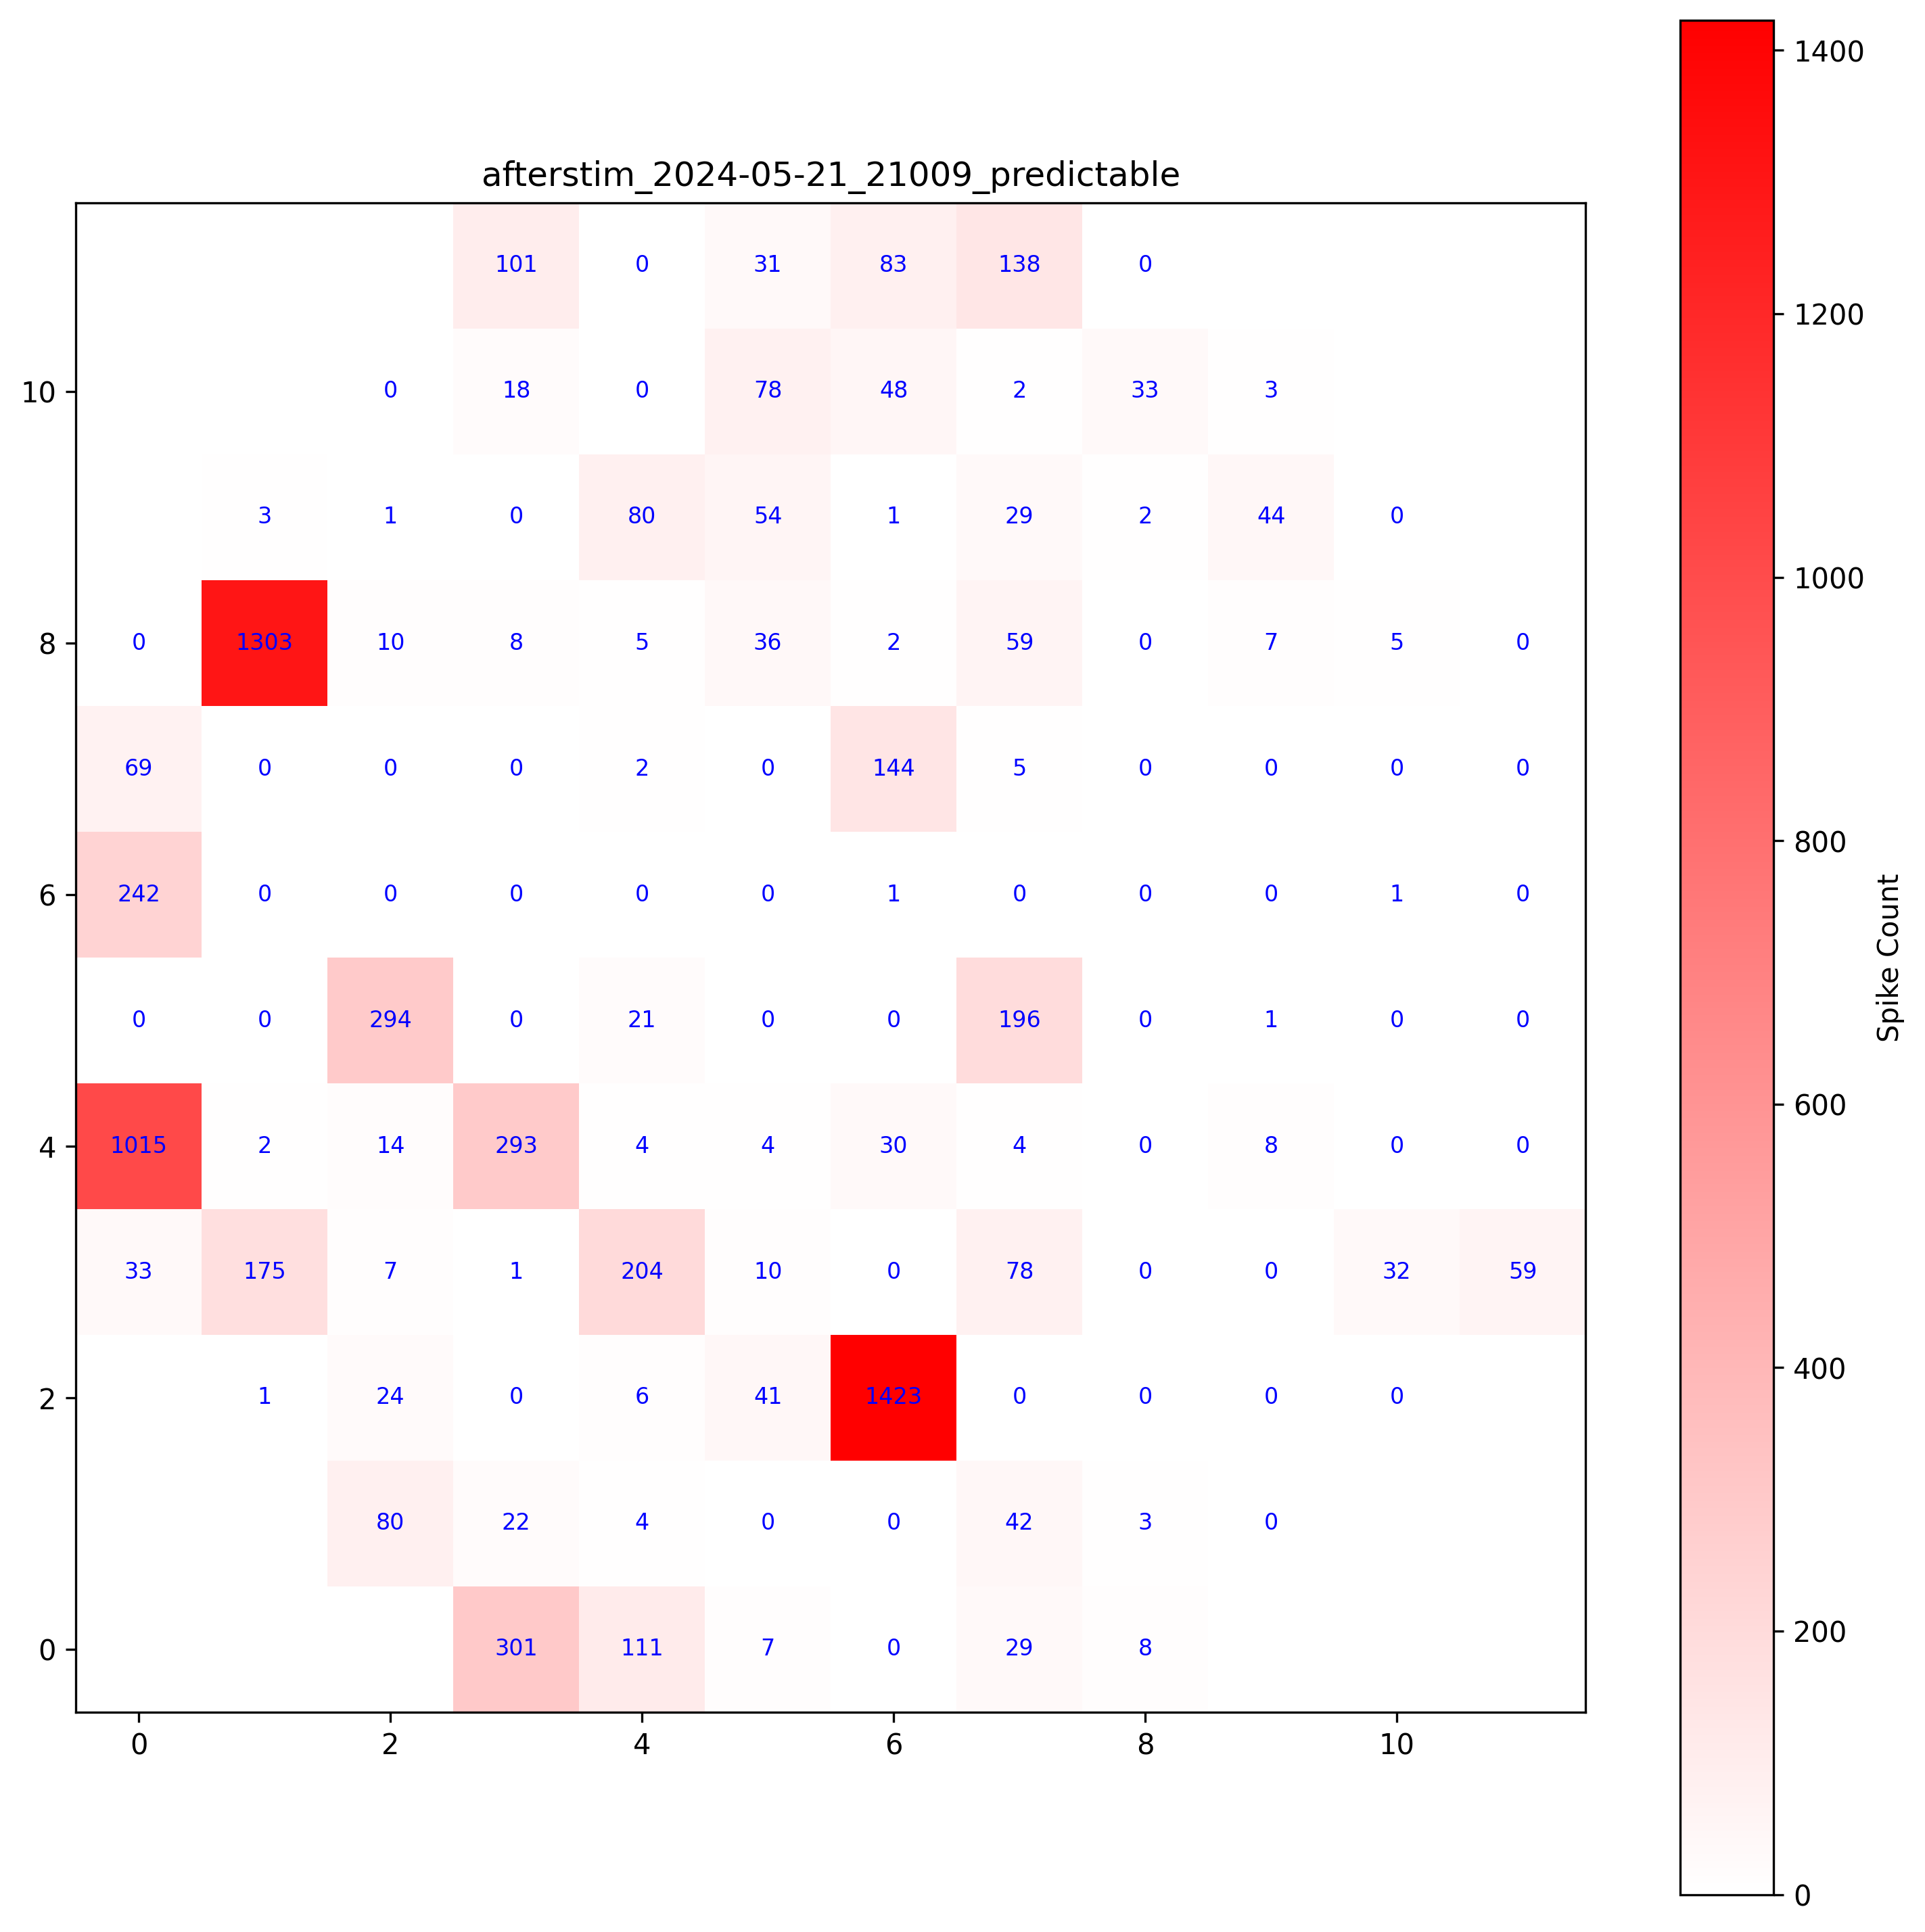 afterstim_2024-05-21_21009_predictable
101 0 31 83 138 0
10 0 18 0 78 48 2 33 3
3 1 0 80 54 1 29 2 44 0
8 0 1303 10 8 5 36 2 59 0 7 5 0
69 0 0 0 2 0 144 5 0 0 0 0
6 242 0 0 0 0 0 1 0 0 0 1 0
0 0 294 0 21 0 0 196 0 1 0 0
4 1015 2 14 293 4 4 30 4 0 8 0 0
33 175 7 1 204 10 0 78 0 0 32 59
2 1 24 0 6 41 1423 0 0 0 0
80 22 4 0 0 42 3 0
0 301 111 7 0 29 8
0 2 4 6 8 10
1400
1200
1000
800
600
400
200
0
Spike Count